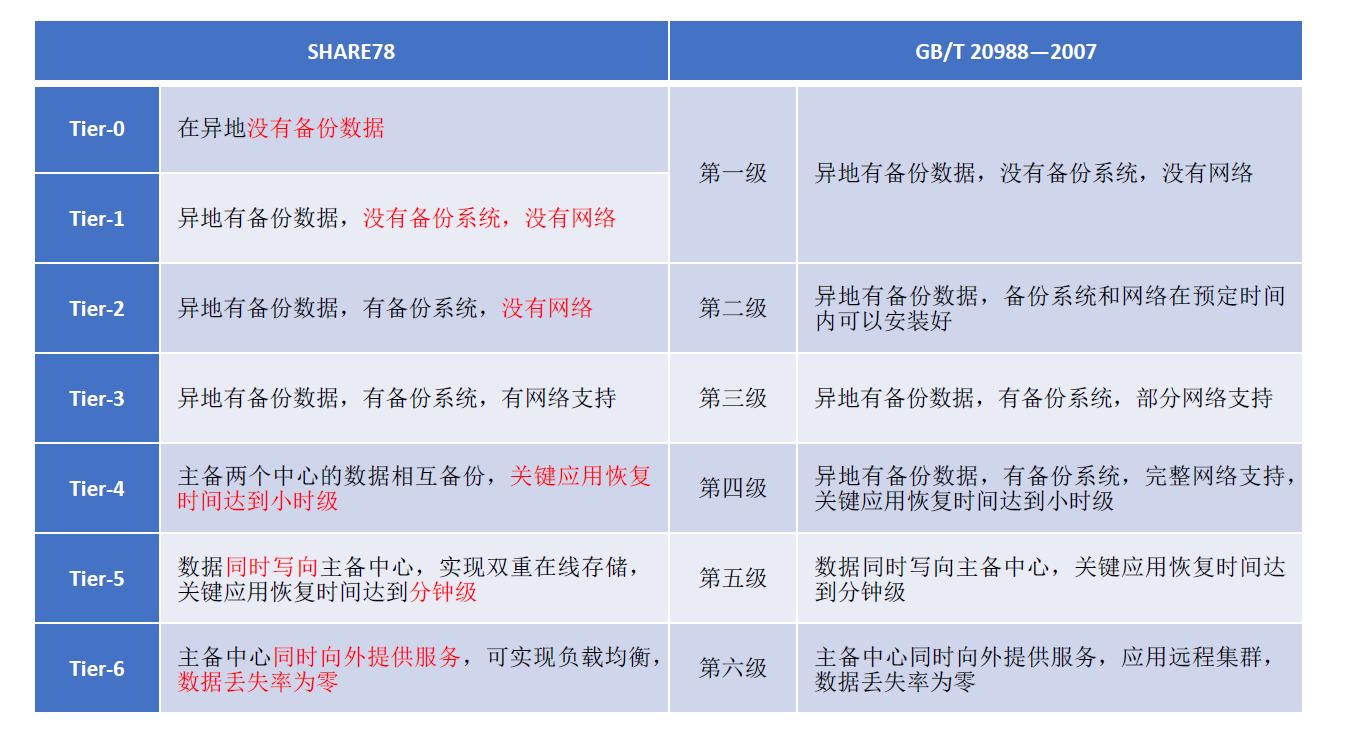 SHARE78
GB/T 20988—2007
Tier-0
在异地没有备份数据
第一级
异地有备份数据，没有备份系统，没有网络
Tier-1
异地有备份数据，没有备份系统，没有网络
Tier-2
异地有备份数据，有备份系统，没有网络
第二级
异地有备份数据，备份系统和网络在预定时间
内可以安装好
Tier-3
异地有备份数据，有备份系统，有网络支持
第三级
异地有备份数据，有备份系统，部分网络支持
Tier-4
主备两个中心的数据相互备份，关键应用恢复
时间达到小时级
第四级
异地有备份数据，有备份系统，完整网络支持，
关键应用恢复时间达到小时级
Tier-5
数据同时写向主备中心，实现双重在线存储，
关键应用恢复时间达到分钟级
第五级
数据同时写向主备中心，关键应用恢复时间达
到分钟级
Tier-6
主备中心同时向外提供服务，可实现负载均衡，
数据丢失率为零
第六级
主备中心同时向外提供服务，应用远程集群，
数据丢失率为零